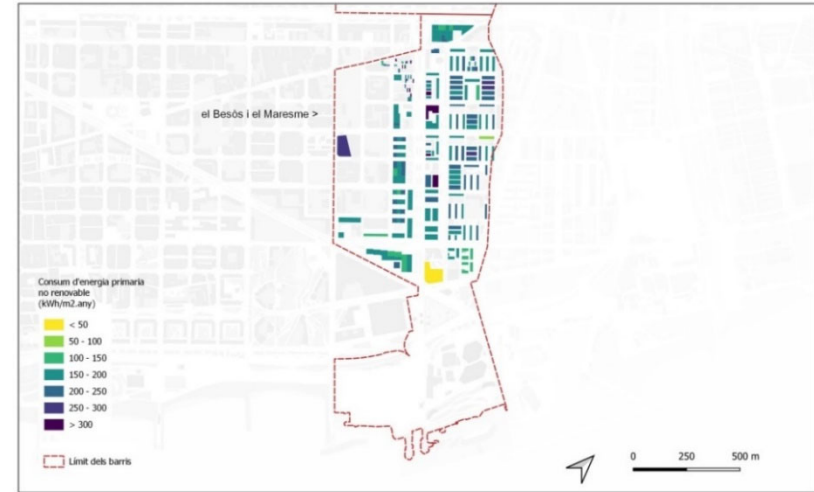 el Besòs i el Maresme >
Consum d'energia primaria
no renovable
(kWh/m2.any)
< 50
50 - 100
100 - 150
150 - 200
200 - 250
250 - 300
> 300
Límit dels barris
0 250 500 m